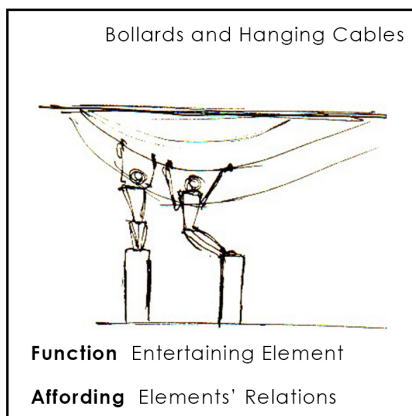 Bollards and Hanging Cables
Function Entertaining Element
Affording Elements’ Relations